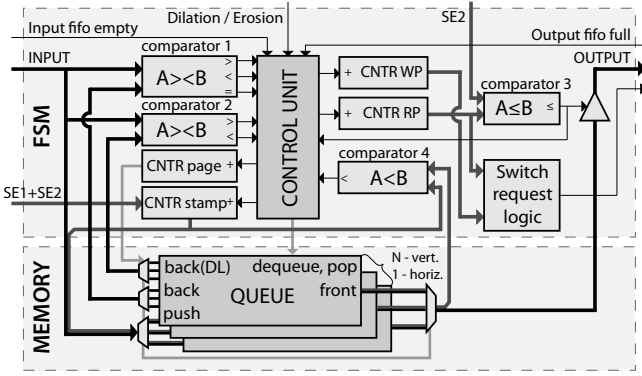 Dilation / Erosion
SE2
Input fifo empty
Output fifo full
INPUT
OUTPUT
comparator 1
A><B
>
<
=
comparator 2
A><B
>
<
CNTR page +
SE1+SE2
CNTR stamp+
CONTROL UNIT
+ CNTR WP
+ CNTR RP
comparator 3
A≤B ≤
comparator 4
< A<B
Switch
request
logic
FSM
MEMORY
back(DL) dequeue, pop
back QUEUE front
push
N - vert.
1 - horiz.